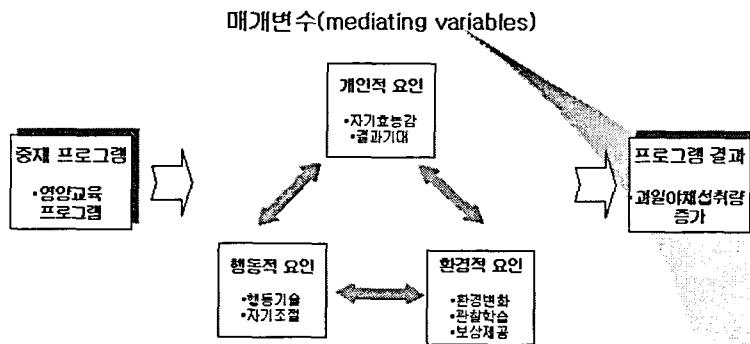 매개변수(mediating variables)
개인적 요인
•자기효능감
•결과기대
중재 프로그램
•영양교육
프로그램
프로그램 결과
•과일야채섭취량
증가
행동적 요인
•행동기술
•자기조절
환경적 요인
•환경변화
•관찰학습
•보상제공